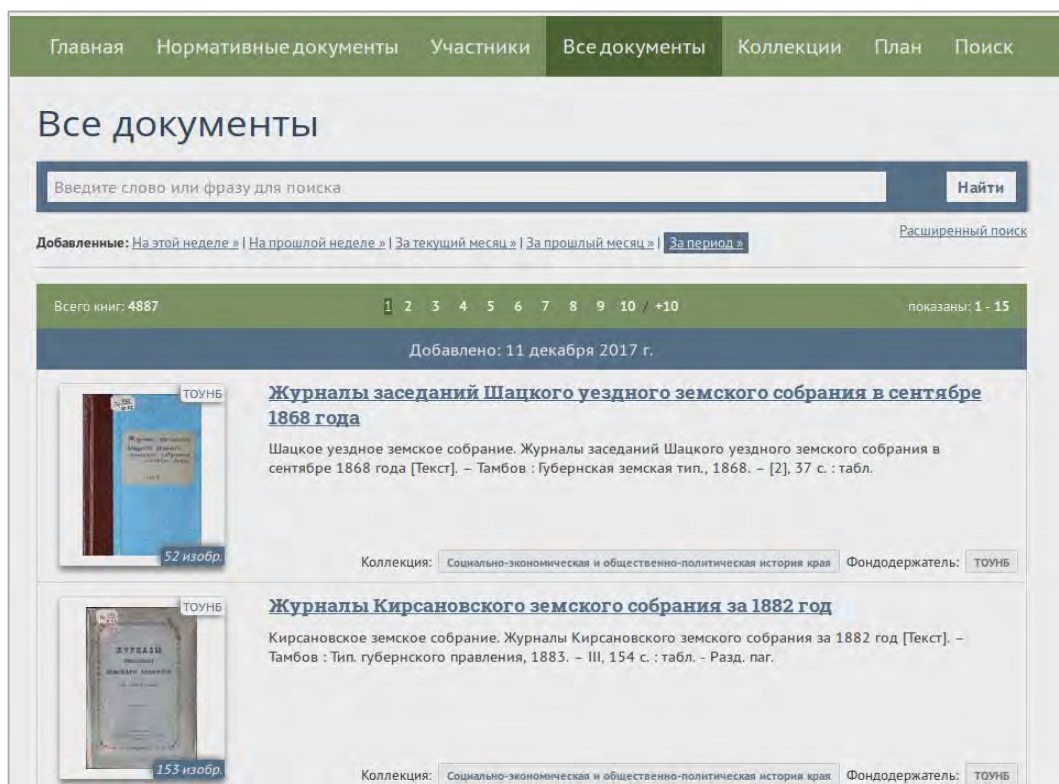 Главная Нормативные документы Участники Все документы Коллекции План Поиск
Все документы
Введите слово или фразу для поиска Найти
Добавленные: На этой неделе » | На прошлой неделе » | За текущий месяц » | За прошлый месяц » | За период »
Расширенный поиск
Всего книг: 4887 1 2 3 4 5 6 7 8 9 10 / +10 показаны: 1 - 15
Добавлено: 11 декабря 2017 г.
ТОУНБ
Журналы заседаний Шацкого уездного земского собрания в сентябре
1868 года
Шацкое уездное земское собрание. Журналы заседаний Шацкого уездного земского собрания в
сентябре 1868 года [Текст]. – Тамбов : Губернская земская тип., 1868. – [2], 37 с. : табл.
52 изобр.
Коллекция: Социально-экономическая и общественно-политическая история края Фондодержатель: ТОУНБ
ТОУНБ
Журналы Кирсановского земского собрания за 1882 год
Кирсановское земское собрание. Журналы Кирсановского земского собрания за 1882 год [Текст]. –
Тамбов : Тип. губернского правления, 1883. – III, 154 с. : табл. - Разд. паг.
ЖУРНАЛЫ
153 изобр.
Коллекция: Социально-экономическая и общественно-политическая история края Фондодержатель: ТОУНБ